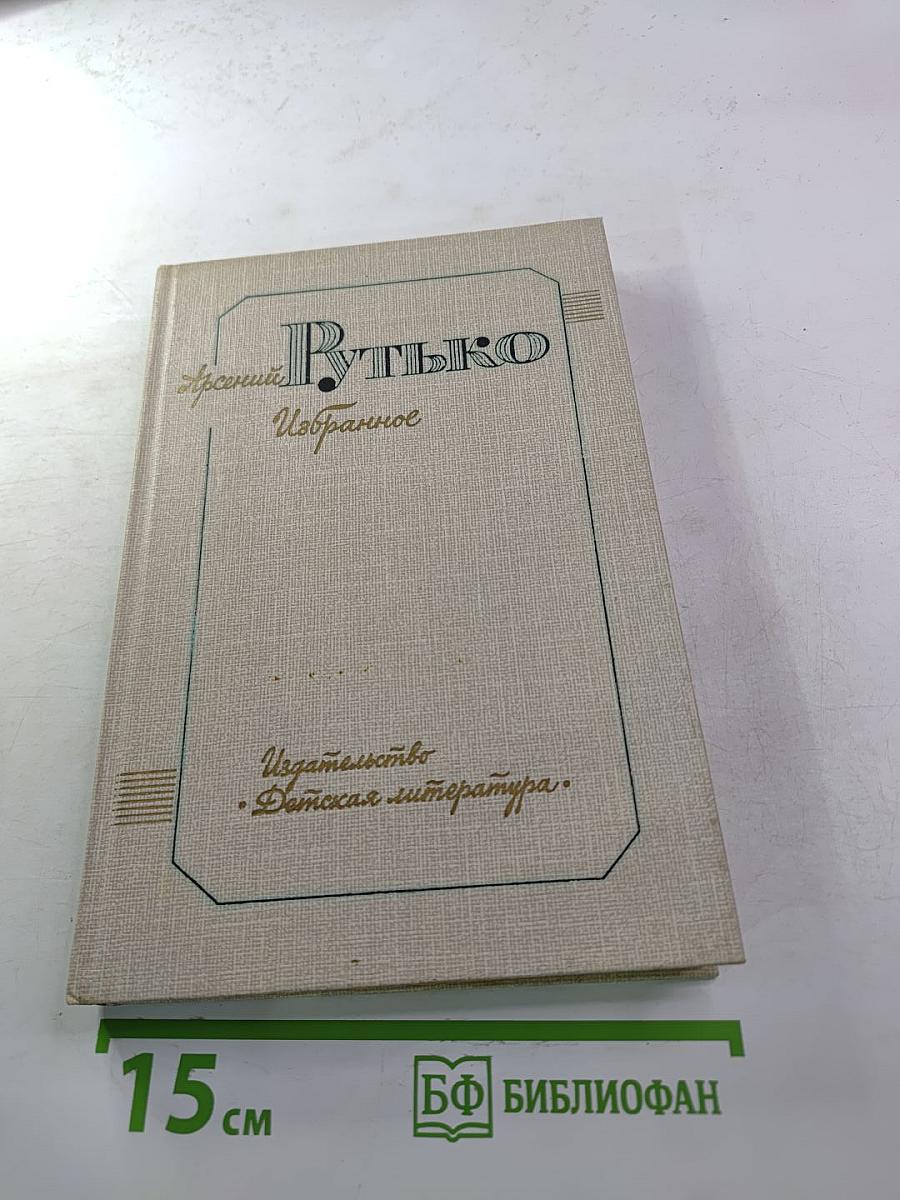 Арсений Рутько
Избранное
Издательство
•Детская литература•
15 см
БФ БИБЛИОФАН